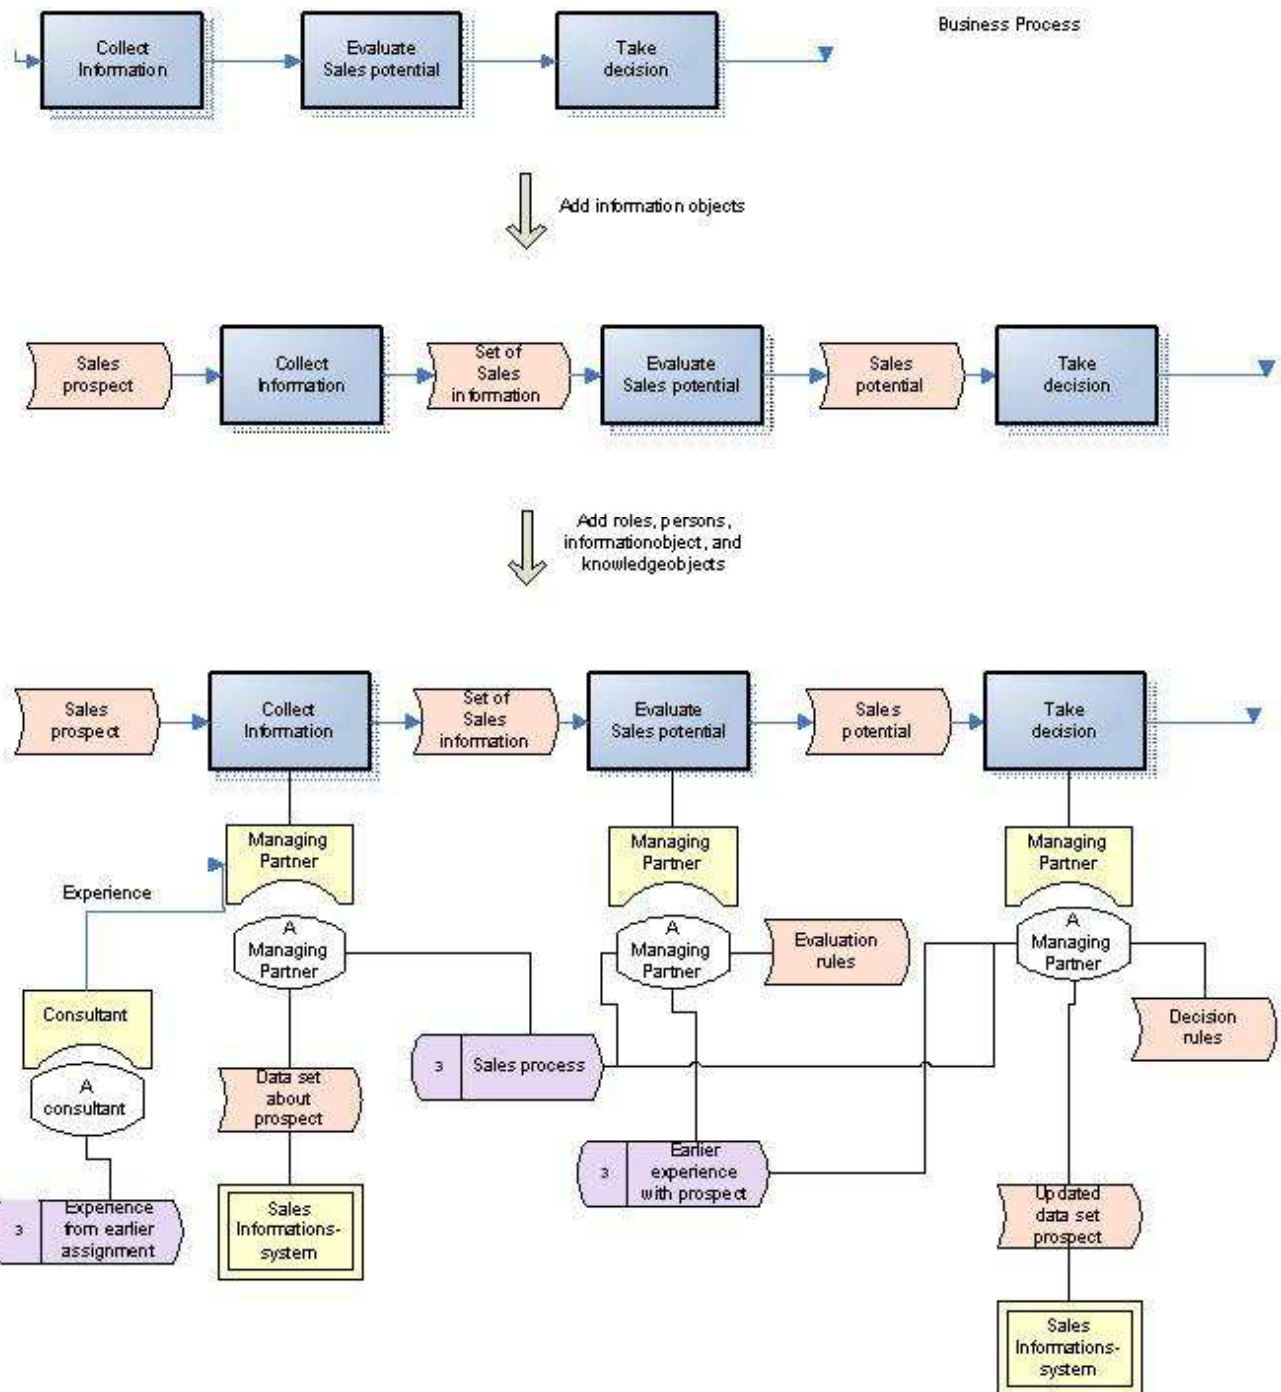 Business Process
Collect
Information
Evaluate
Sales potential
Take
decision
Add information objects
Sales
prospect
Collect
Information
Set of
Sales
information
Evaluate
Sales potential
Sales
potential
Take
decision
Add roles, persons,
informationobject, and
knowledgeobjects
Sales
prospect
Collect
Information
Set of
Sales
information
Evaluate
Sales potential
Sales
potential
Take
decision
Managing
Partner
Managing
Partner
Managing
Partner
Experience
A
Managing
Partner
A
Managing
Partner
Evaluation
rules
A
Managing
Partner
Consultant
Decision
rules
3
Sales process
A
consultant
Data set
about
prospect
3
Earlier
experience
with prospect
3
Experience
from earlier
assignment
Sales
Informations-
system
Updated
data set
prospect
Sales
Informations-
system